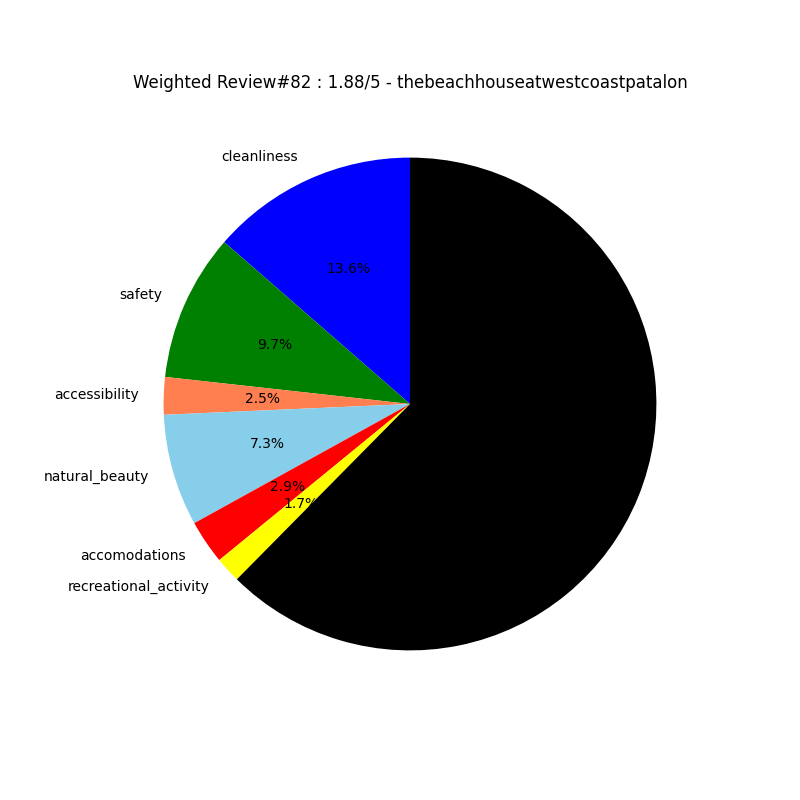 Weighted Review#82 : 1.88/5 - thebeachhouseatwestcoastpatalon
cleanliness
13.6%
safety
9.7%
accessibility
2.5%
natural_beauty
7.3%
accomodations
2.9%
recreational_activity
1.7%